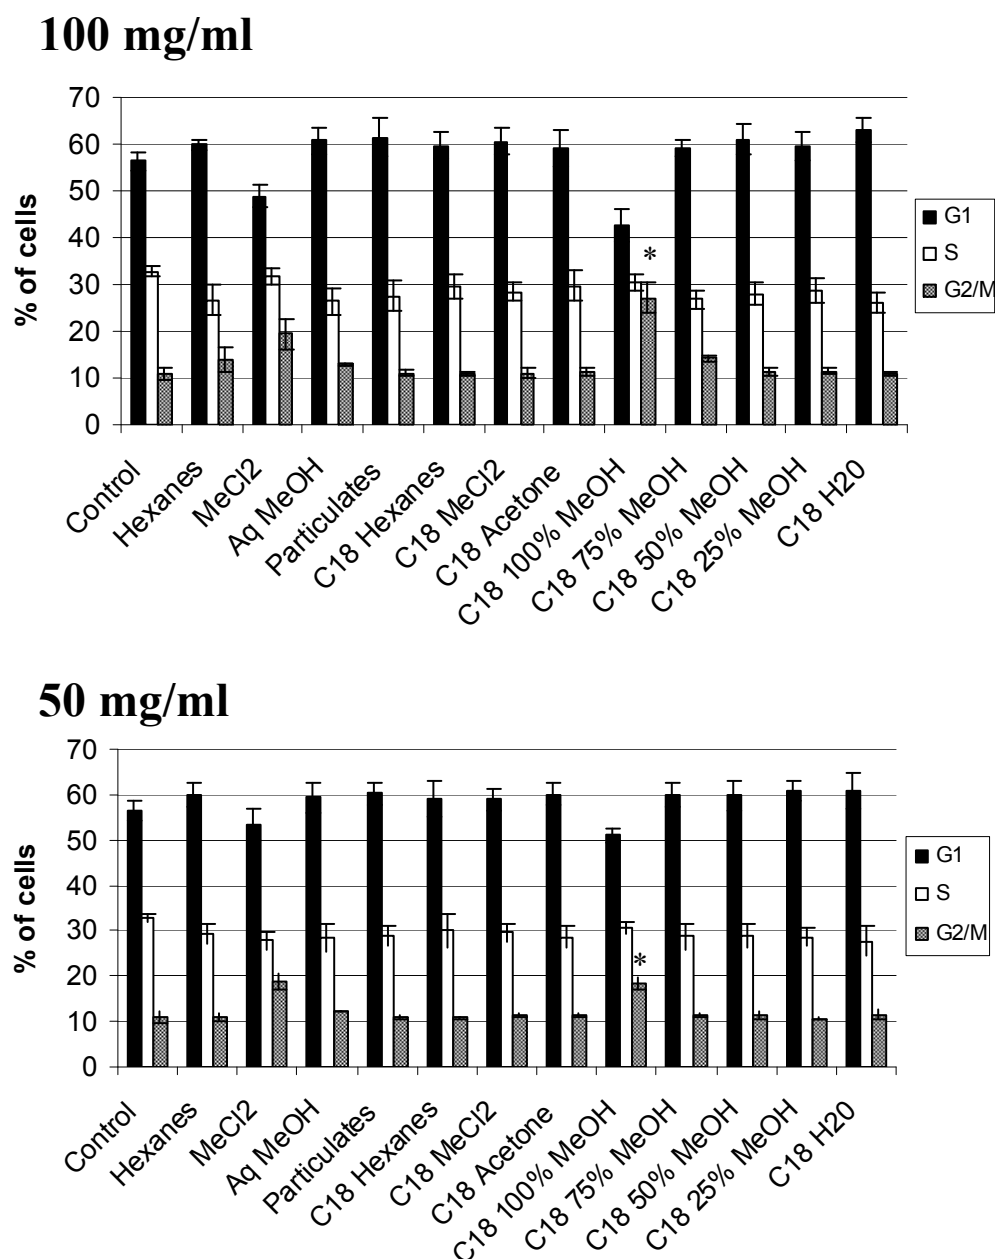 100 mg/ml
70
60
50
40
30
20
10
0
% of cells
*
G1
S
G2/M
Control
Hexanes
MeCl2
Aq MeOH
Particulates
C18 Hexanes
C18 MeCl2
C18 Acetone
C18 100% MeOH
C18 75% MeOH
C18 50% MeOH
C18 25% MeOH
C18 H20
50 mg/ml
70
60
50
40
30
20
10
0
% of cells
*
G1
S
G2/M
Control
Hexanes
MeCl2
Aq MeOH
Particulates
C18 Hexanes
C18 MeCl2
C18 Acetone
C18 100% MeOH
C18 75% MeOH
C18 50% MeOH
C18 25% MeOH
C18 H20